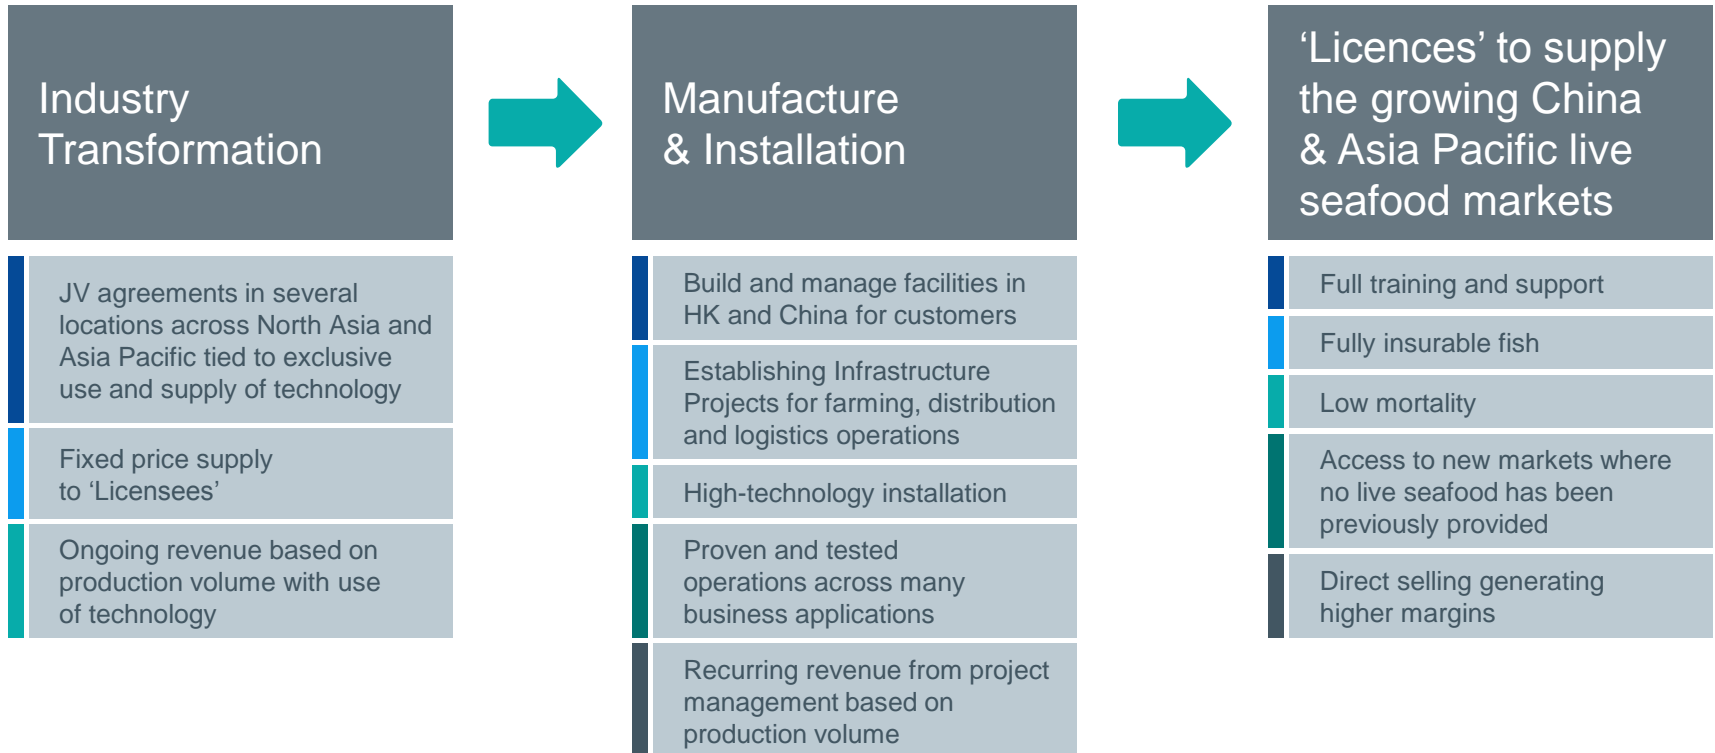 Industry
Transformation
JV agreements in several
locations across North Asia and
Asia Pacific tied to exclusive
use and supply of technology
Fixed price supply
to ‘Licensees’
Ongoing revenue based on
production volume with use
of technology
Manufacture
& Installation
Build and manage facilities in
HK and China for customers
Establishing Infrastructure
Projects for farming, distribution
and logistics operations
High-technology installation
Proven and tested
operations across many
business applications
Recurring revenue from project
management based on
production volume
‘Licences’ to supply
the growing China
& Asia Pacific live
seafood markets
Full training and support
Fully insurable fish
Low mortality
Access to new markets where
no live seafood has been
previously provided
Direct selling generating
higher margins